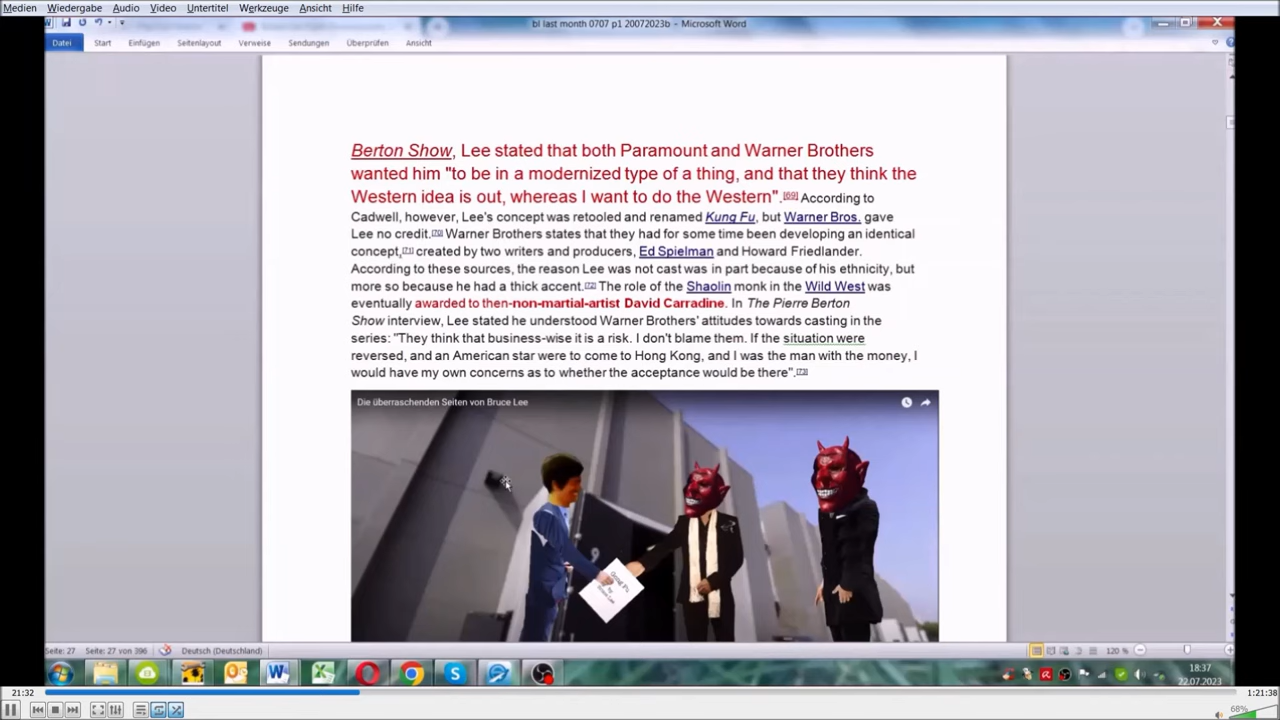 Medien Wiedergabe Audio Video Untertitel Werkzeuge Ansicht Hilfe
bl last month 0707 p1 20072023b - Microsoft Word
Datei Start Einfügen Seitenlayout Verweise Sendungen Überprüfen Ansicht
Berton Show, Lee stated that both Paramount and Warner Brothers
wanted him "to be in a modernized type of a thing, and that they think the
Western idea is out, whereas I want to do the Western".[69] According to
Cadwell, however, Lee's concept was retooled and renamed Kung Fu, but Warner Bros. gave
Lee no credit.[70] Warner Brothers states that they had for some time been developing an identical
concept,[71] created by two writers and producers, Ed Spielman and Howard Friedlander.
According to these sources, the reason Lee was not cast was in part because of his ethnicity, but
more so because he had a thick accent.[72] The role of the Shaolin monk in the Wild West was
eventually awarded to then-non-martial-artist David Carradine. In The Pierre Berton
Show interview, Lee stated he understood Warner Brothers' attitudes towards casting in the
series: "They think that business-wise it is a risk. I don't blame them. If the situation were
reversed, and an American star were to come to Hong Kong, and I was the man with the money, I
would have my own concerns as to whether the acceptance would be there".[73]
Die überraschenden Seiten von Bruce Lee
9
Seite: 27 Seite: 27 von 396 Deutsch (Deutschland) 120 %
18:37
22.07.2023
21:32 1:21:38
68%